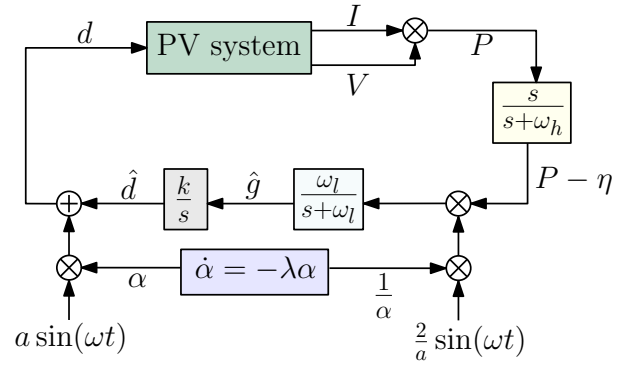 d
PV system
I
V
P
s/(s+ω_h)
P − η
d̂
k/s
ĝ
ω_l/(s+ω_l)
α
α̇ = −λα
1/α
a sin(ωt)
2/a sin(ωt)